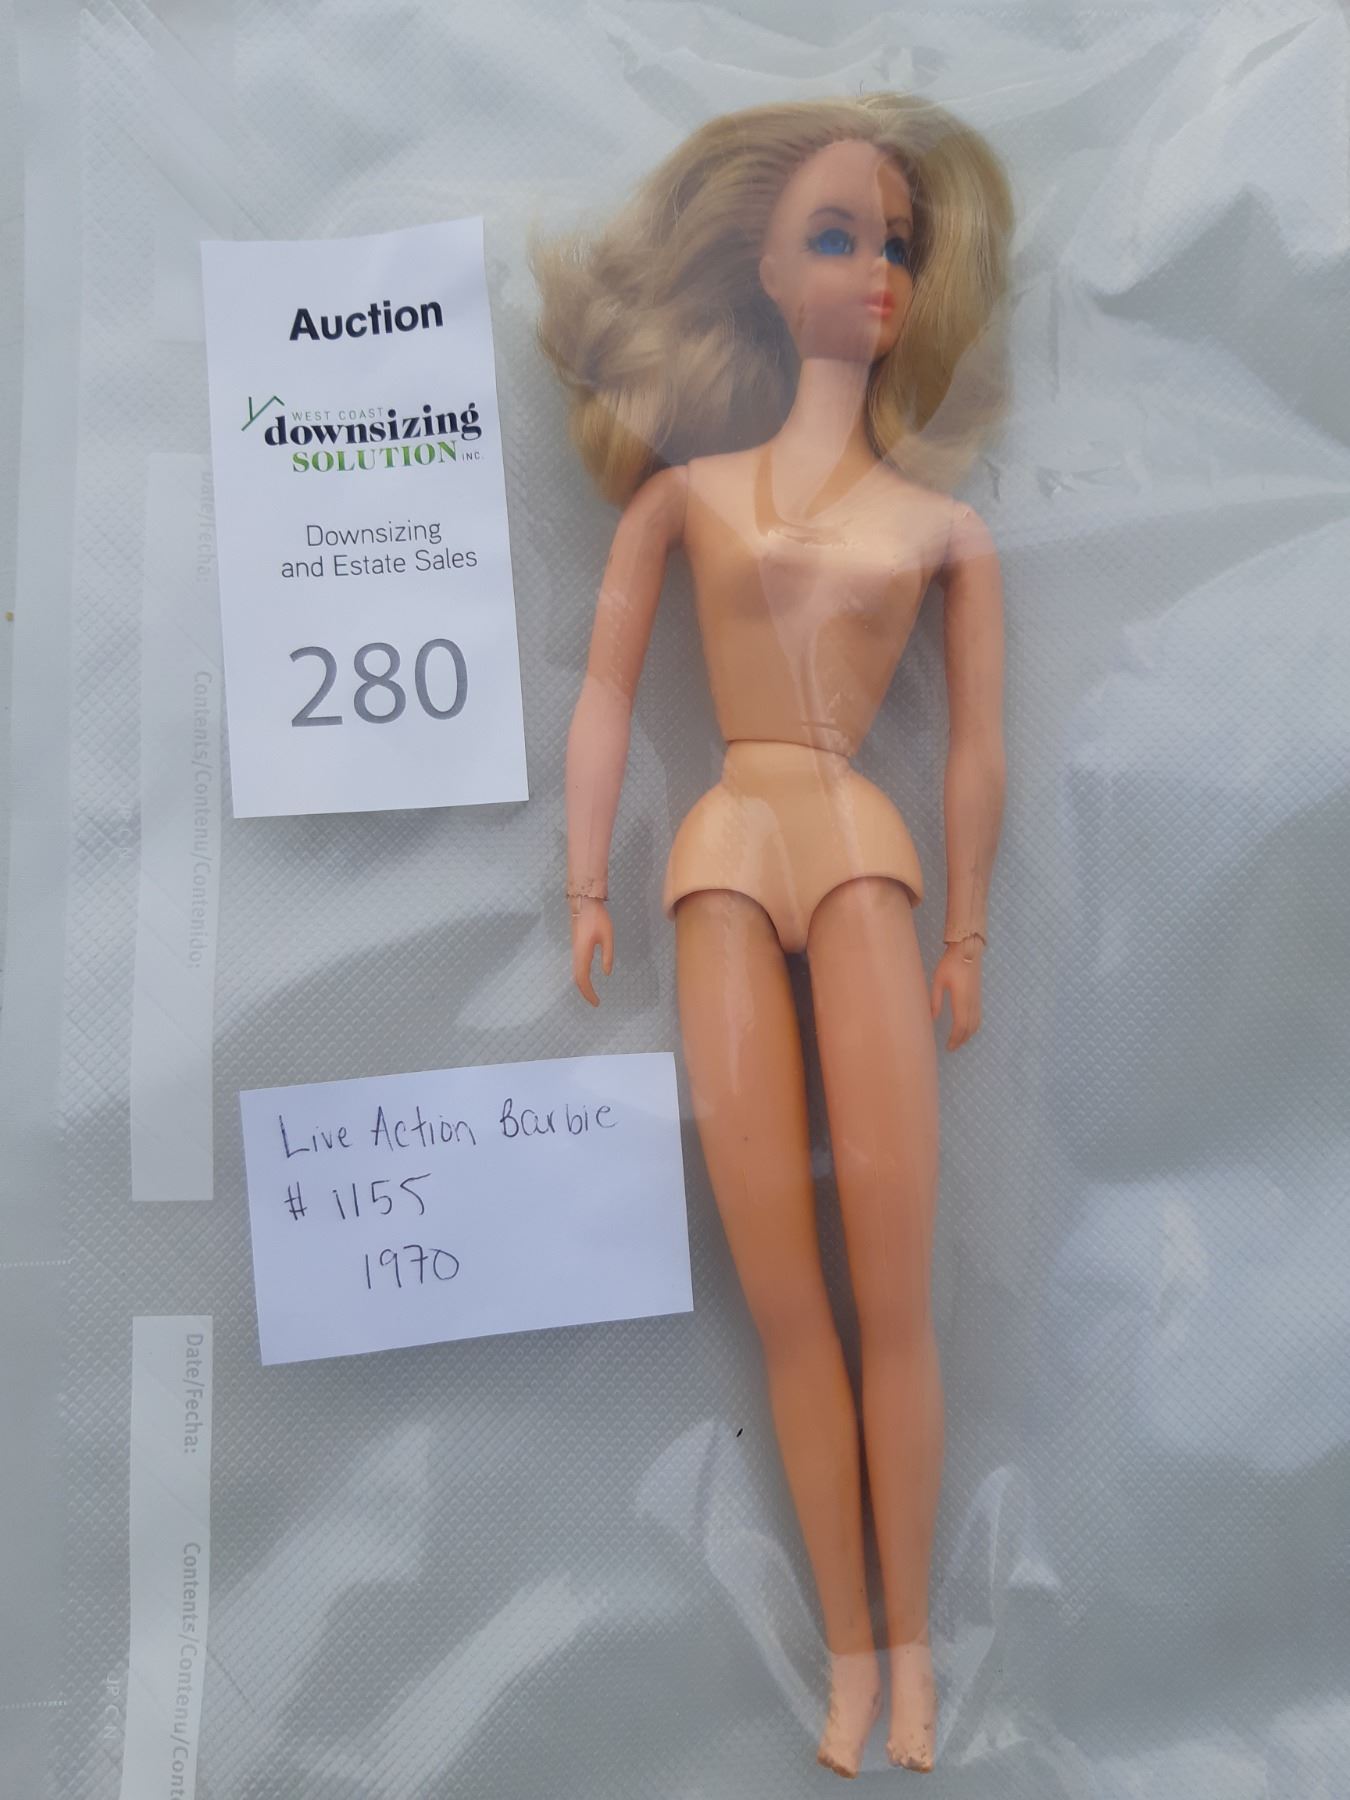 Auction
WEST COAST
downsizing
SOLUTION INC.
Downsizing
and Estate Sales
280
Live Action Barbie
# 1155
1970
Date/Fecha:
Contents/Contenu/Contenido:
Date/Fecha:
Contents/Contenu/Cont